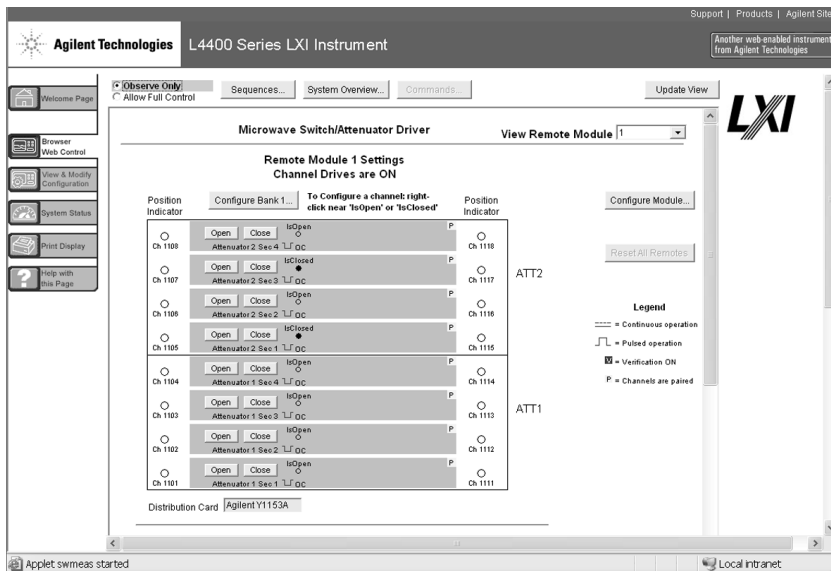 Support | Products | Agilent Site
Agilent Technologies
L4400 Series LXI Instrument
Another web-enabled instrument
from Agilent Technologies
Welcome Page
Browser
Web Control
View & Modify
Configuration
System Status
Print Display
Help with
this Page
Observe Only
Allow Full Control
Sequences...
System Overview...
Commands...
Update View
LXI
Microwave Switch/Attenuator Driver
View Remote Module 1
Remote Module 1 Settings
Channel Drives are ON
Position
Indicator
Configure Bank 1...
To Configure a channel: right-
click near 'IsOpen' or 'IsClosed'
Position
Indicator
Configure Module...
Reset All Remotes
Ch 1108 Open Close IsOpen P Ch 1118
Attenuator 2 Sec 4 OC
Ch 1107 Open Close IsClosed P Ch 1117
Attenuator 2 Sec 3 OC
ATT2
Ch 1106 Open Close IsOpen P Ch 1116
Attenuator 2 Sec 2 OC
Ch 1105 Open Close IsClosed P Ch 1115
Attenuator 2 Sec 1 OC
Ch 1104 Open Close IsOpen P Ch 1114
Attenuator 1 Sec 4 OC
Ch 1103 Open Close IsOpen P Ch 1113
Attenuator 1 Sec 3 OC
ATT1
Ch 1102 Open Close IsOpen P Ch 1112
Attenuator 1 Sec 2 OC
Ch 1101 Open Close IsOpen P Ch 1111
Attenuator 1 Sec 1 OC
Legend
= Continuous operation
= Pulsed operation
V = Verification ON
P = Channels are paired
Distribution Card Agilent Y1153A
Applet swmeas started
Local intranet